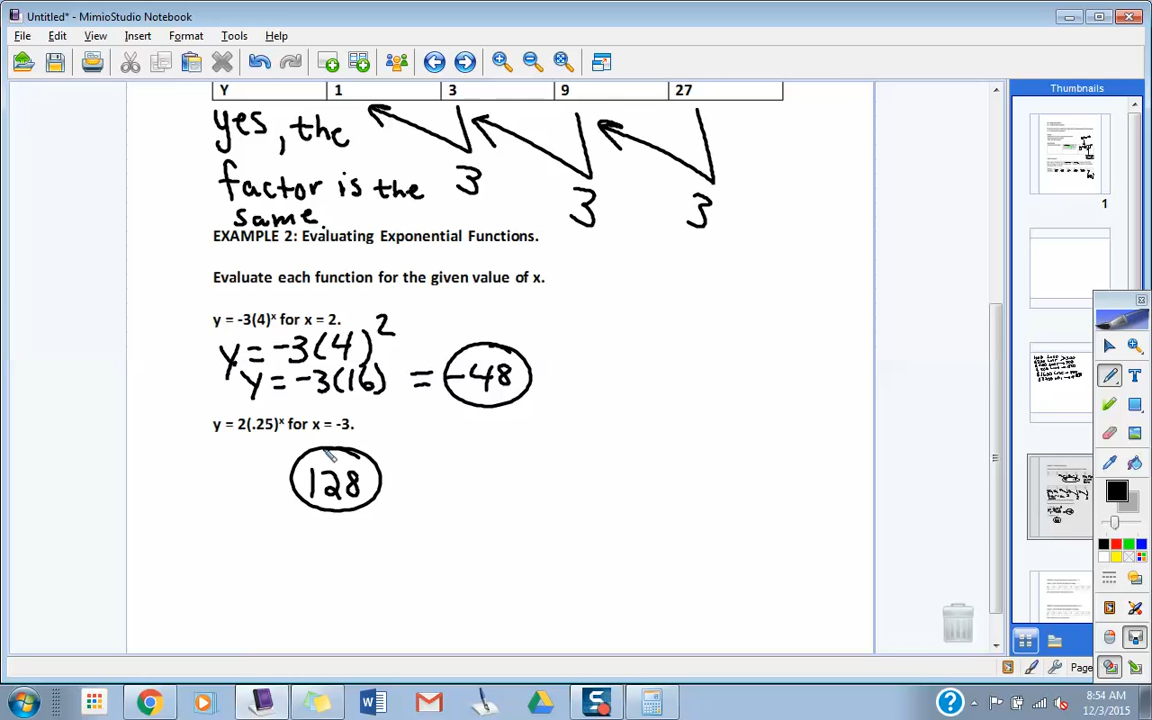 Untitled* - MimioStudio Notebook
File Edit View Insert Format Tools Help
Thumbnails
Y 1 3 9 27
yes, the
factor is the
same.
3 3 3
EXAMPLE 2: Evaluating Exponential Functions.
Evaluate each function for the given value of x.
y = -3(4)ˣ for x = 2.
y = -3(4)²
y = -3(16) = -48
y = 2(.25)ˣ for x = -3.
128
1
T
Page
8:54 AM
12/3/2015